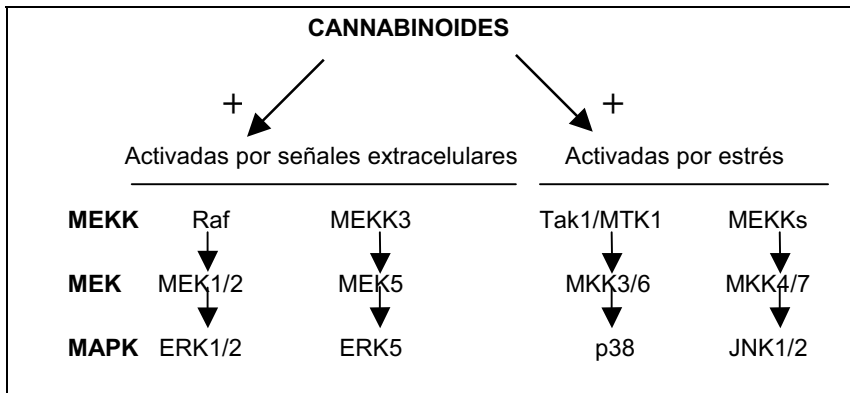 CANNABINOIDES
+ +
Activadas por señales extracelulares Activadas por estrés
MEKK Raf MEKK3 Tak1/MTK1 MEKKs
MEK MEK1/2 MEK5 MKK3/6 MKK4/7
MAPK ERK1/2 ERK5 p38 JNK1/2